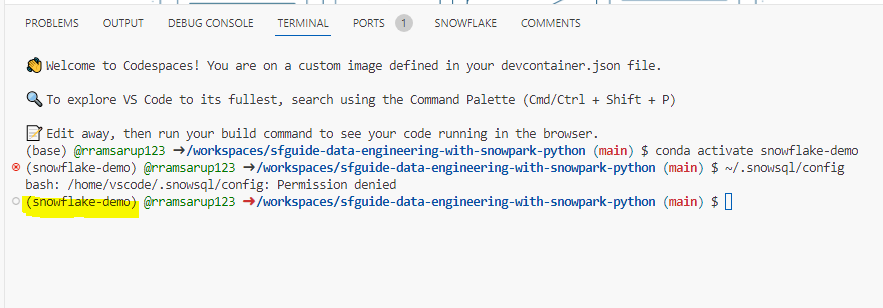 PROBLEMS OUTPUT DEBUG CONSOLE TERMINAL PORTS 1 SNOWFLAKE COMMENTS
👋 Welcome to Codespaces! You are on a custom image defined in your devcontainer.json file.
🔍 To explore VS Code to its fullest, search using the Command Palette (Cmd/Ctrl + Shift + P)
📝 Edit away, then run your build command to see your code running in the browser.
(base) @rramsarup123 ➜/workspaces/sfguide-data-engineering-with-snowpark-python (main) $ conda activate snowflake-demo
(snowflake-demo) @rramsarup123 ➜/workspaces/sfguide-data-engineering-with-snowpark-python (main) $ ~/.snowsql/config
bash: /home/vscode/.snowsql/config: Permission denied
(snowflake-demo) @rramsarup123 ➜/workspaces/sfguide-data-engineering-with-snowpark-python (main) $